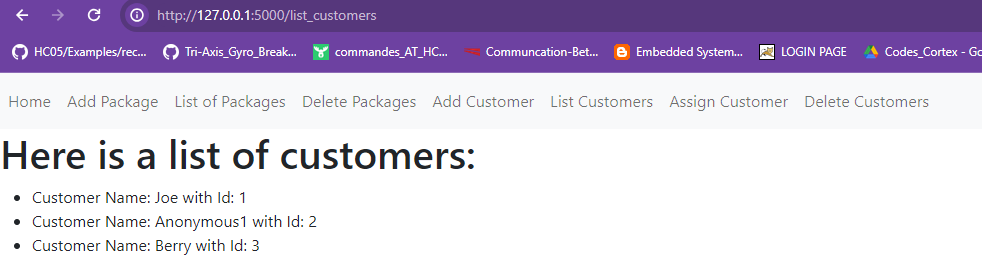 http://127.0.0.1:5000/list_customers
HC05/Examples/rec... Tri-Axis_Gyro_Break... commandes_AT_HC... Communcation-Bet... Embedded System... LOGIN PAGE Codes_Cortex - Go
Home Add Package List of Packages Delete Packages Add Customer List Customers Assign Customer Delete Customers
Here is a list of customers:
• Customer Name: Joe with Id: 1
• Customer Name: Anonymous1 with Id: 2
• Customer Name: Berry with Id: 3